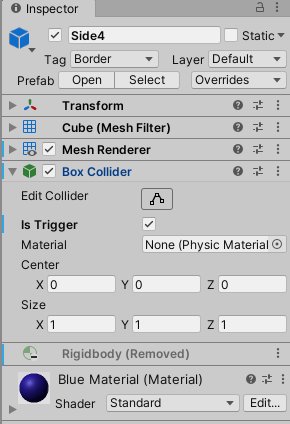 Inspector
Side4 Static
Tag Border Layer Default
Prefab Open Select Overrides
Transform
Cube (Mesh Filter)
Mesh Renderer
Box Collider
Edit Collider
Is Trigger
Material None (Physic Material
Center
X 0 Y 0 Z 0
Size
X 1 Y 1 Z 1
Rigidbody (Removed)
Blue Material (Material)
Shader Standard Edit...